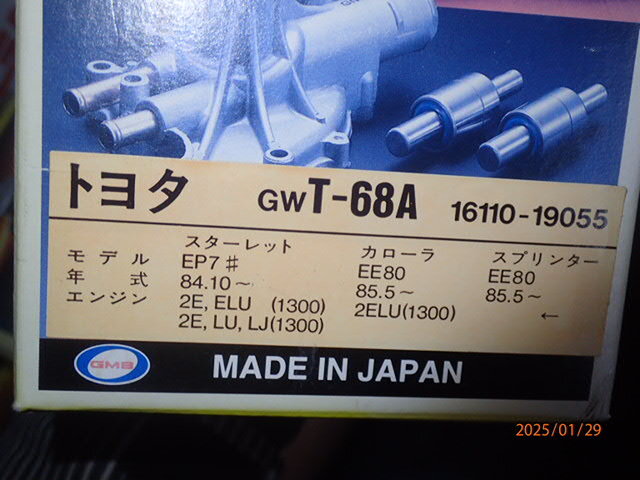 トヨタ GWT-68A 16110-19055
スターレット カローラ スプリンター
モデル EP7♯ EE80 EE80
年式 84.10～ 85.5～ 85.5～
エンジン 2E, ELU (1300) 2ELU(1300) ←
2E, LU, LJ(1300)
GMB MADE IN JAPAN
2025/01/29